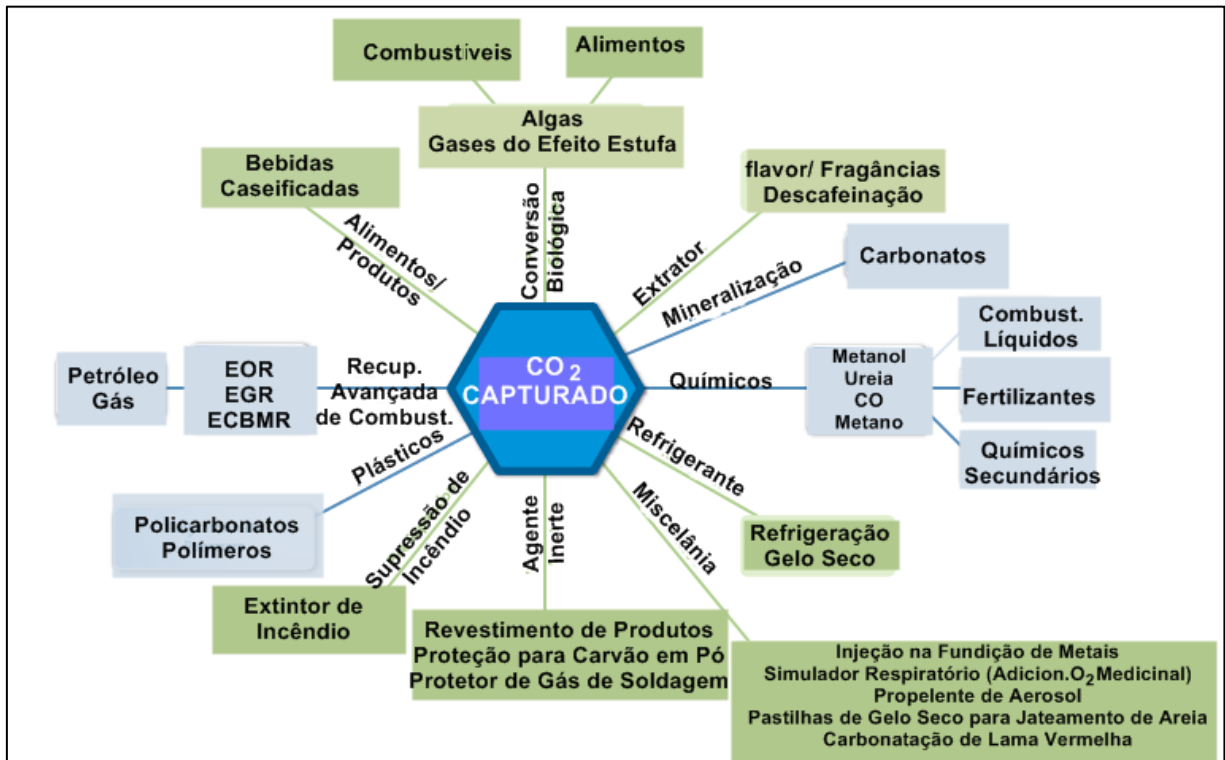 Combustíveis
Alimentos
Algas
Gases do Efeito Estufa
Bebidas
Caseificadas
flavor/ Fragâncias
Descafeinação
Alimentos/
Produtos
Conversão
Biológica
Extrator
Mineralização
Carbonatos
Petróleo
Gás
EOR
EGR
ECBMR
Recup.
Avançada
de Combust.
CO2
CAPTURADO
Químicos
Metanol
Ureia
CO
Metano
Combust.
Líquidos
Fertilizantes
Químicos
Secundários
Plásticos
Policarbonatos
Polímeros
Supressão de
Incêndio
Extintor de
Incêndio
Agente
Inerte
Revestimento de Produtos
Proteção para Carvão em Pó
Protetor de Gás de Soldagem
Refrigerante
Refrigeração
Gelo Seco
Miscelânia
Injeção na Fundição de Metais
Simulador Respiratório (Adicion.O2Medicinal)
Propelente de Aerosol
Pastilhas de Gelo Seco para Jateamento de Areia
Carbonatação de Lama Vermelha